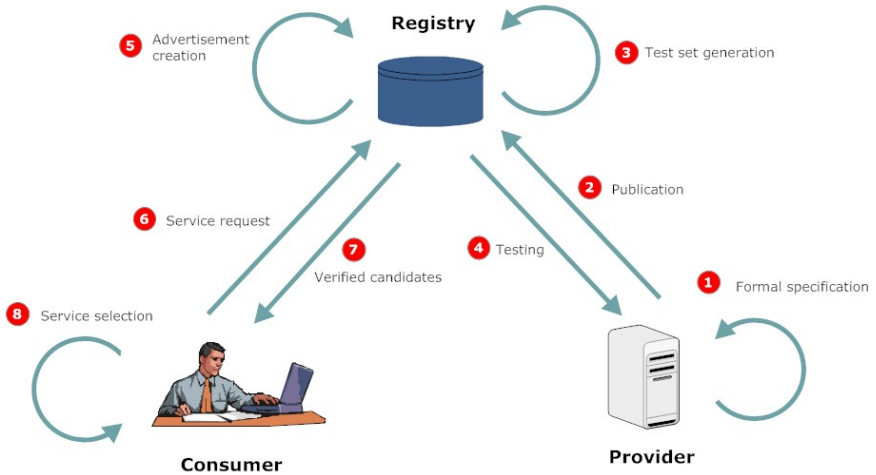 Registry
5 Advertisement
creation
3 Test set generation
2 Publication
6 Service request
4 Testing
7
Verified candidates
1 Formal specification
8 Service selection
Consumer
Provider